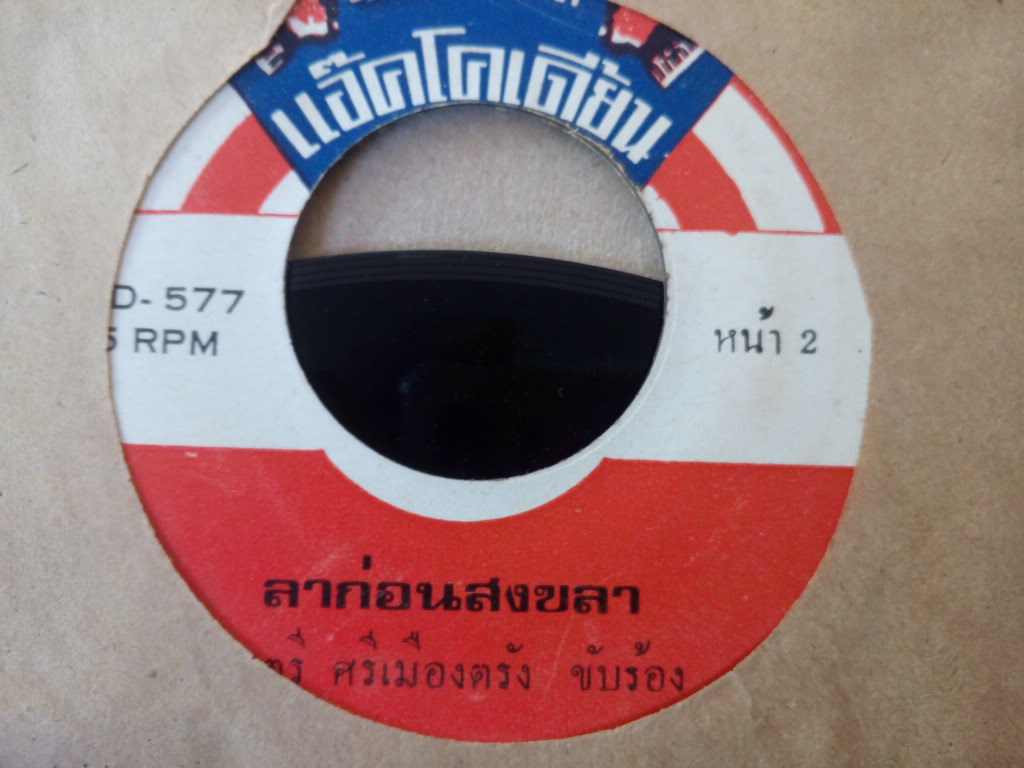 แอ๊คโคเดี้ยน
D-577
RPM
หน้า 2
ลาก่อนสงขลา
ตรี ศรีเมืองตรัง ขับร้อง